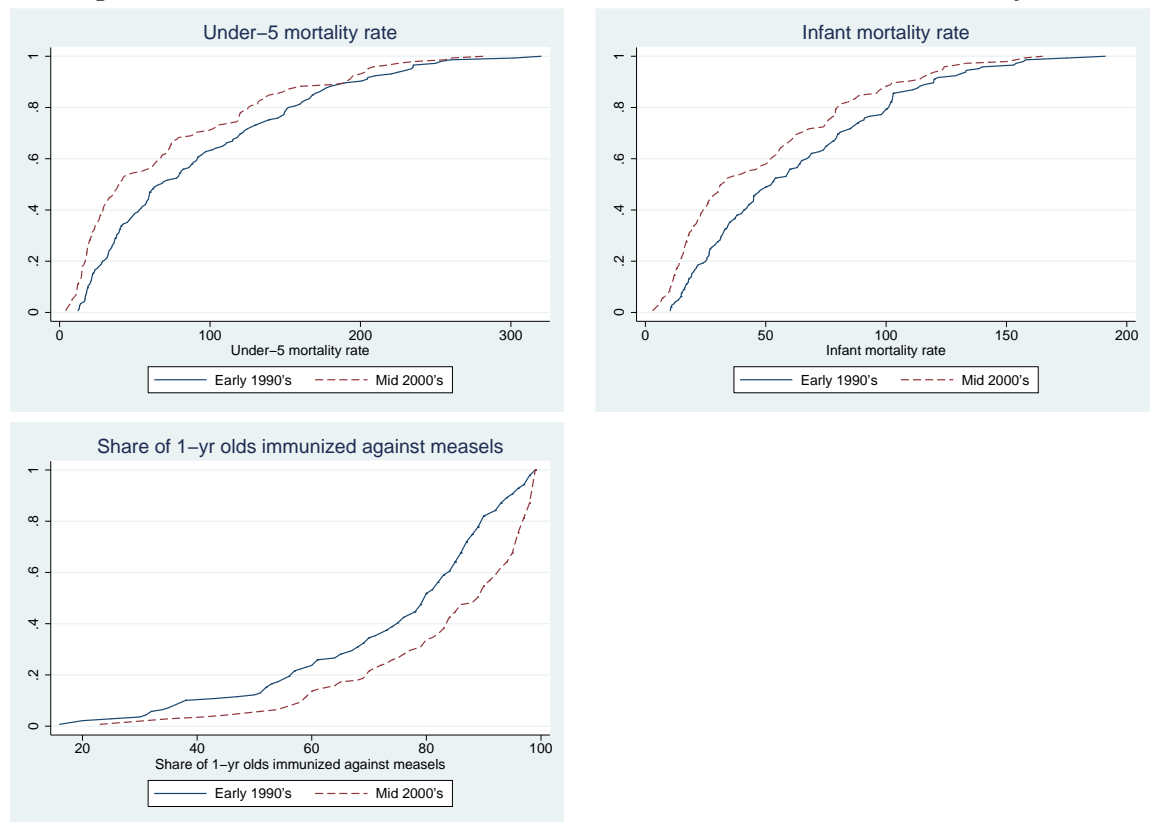 Under−5 mortality rate
1
.8
.6
.4
.2
0
0 100 200 300
Under−5 mortality rate
Early 1990's Mid 2000's
Infant mortality rate
1
.8
.6
.4
.2
0
0 50 100 150 200
Infant mortality rate
Early 1990's Mid 2000's
Share of 1−yr olds immunized against measels
1
.8
.6
.4
.2
0
20 40 60 80 100
Share of 1−yr olds immunized against measels
Early 1990's Mid 2000's